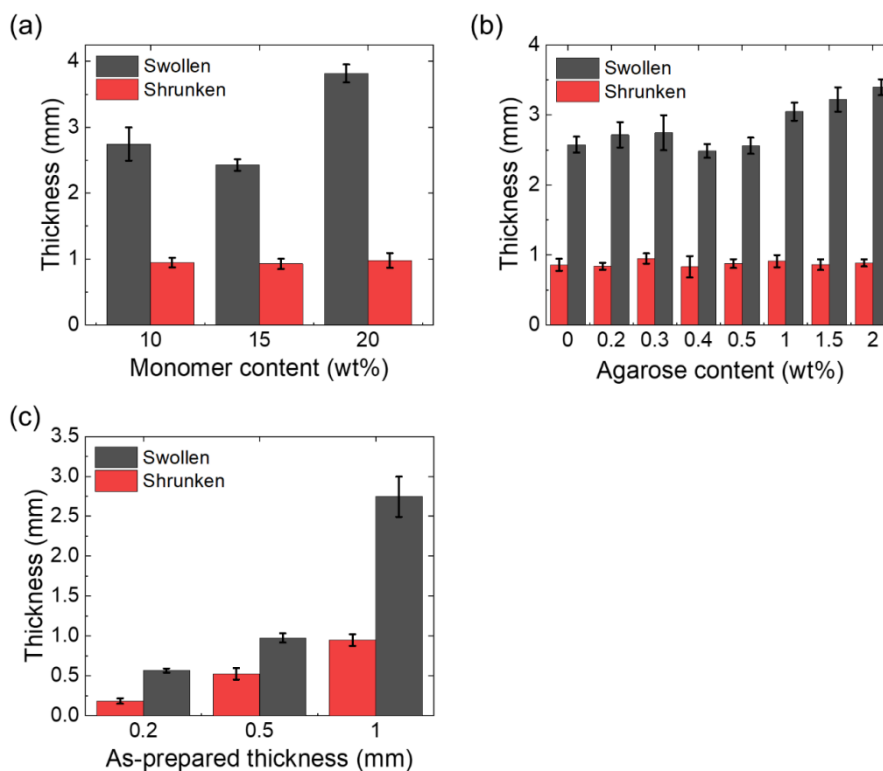 (a)
Thickness (mm)
4
3
2
1
0
Swollen
Shrunken
10 15 20
Monomer content (wt%)
(b)
Thickness (mm)
4
3
2
1
0
Swollen
Shrunken
0 0.2 0.3 0.4 0.5 1 1.5 2
Agarose content (wt%)
(c)
Thickness (mm)
3.5
3.0
2.5
2.0
1.5
1.0
0.5
0.0
Swollen
Shrunken
0.2 0.5 1
As-prepared thickness (mm)